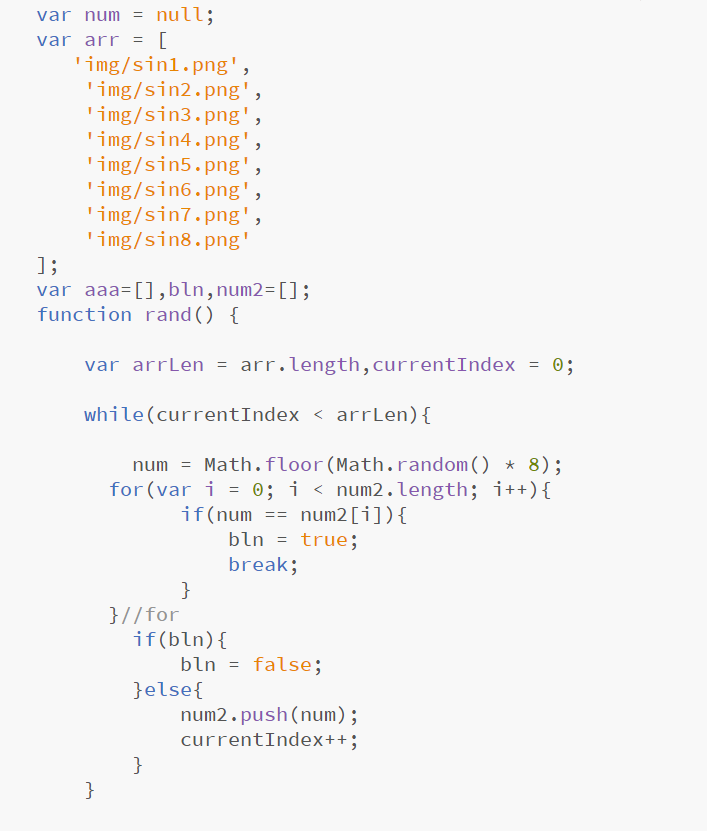 var num = null;
var arr = [
'img/sin1.png',
'img/sin2.png',
'img/sin3.png',
'img/sin4.png',
'img/sin5.png',
'img/sin6.png',
'img/sin7.png',
'img/sin8.png'
];
var aaa=[],bln,num2=[];
function rand() {
var arrLen = arr.length,currentIndex = 0;
while(currentIndex < arrLen){
num = Math.floor(Math.random() * 8);
for(var i = 0; i < num2.length; i++){
if(num == num2[i]){
bln = true;
break;
}
}//for
if(bln){
bln = false;
}else{
num2.push(num);
currentIndex++;
}
}